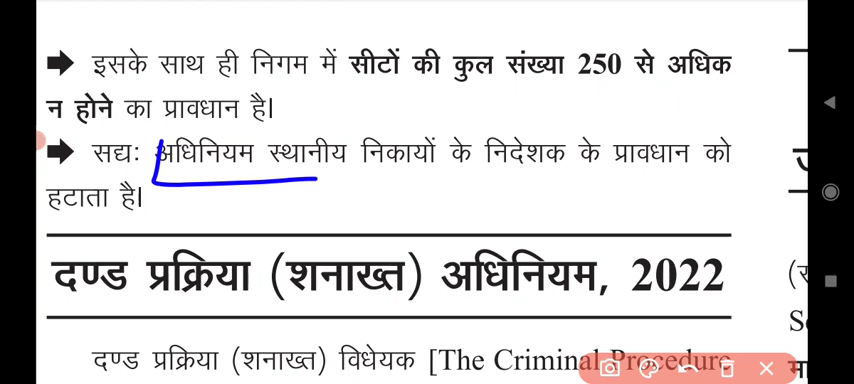 ➡ इसके साथ ही निगम में सीटों की कुल संख्या 250 से अधिक
न होने का प्रावधान है।
➡ सद्यः अधिनियम स्थानीय निकायों के निदेशक के प्रावधान को
हटाता है।
दण्ड प्रक्रिया (शनाख्त) अधिनियम, 2022
दण्ड प्रक्रिया (शनाख्त) विधेयक [The Criminal Procedure